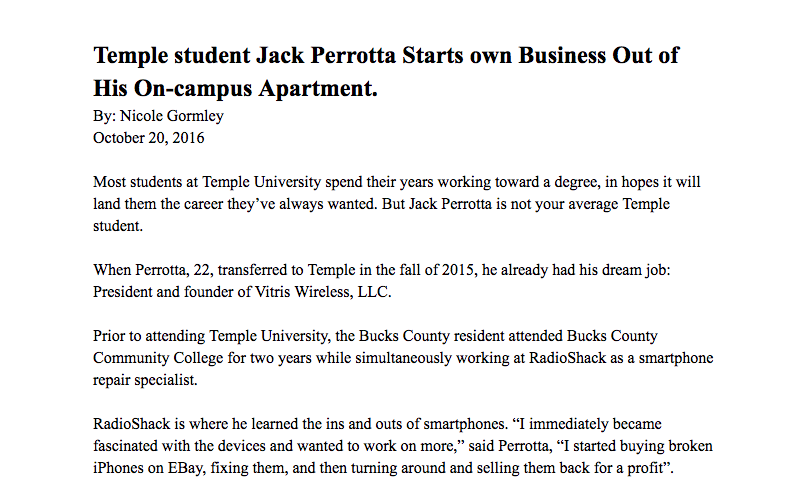 Temple student Jack Perrotta Starts own Business Out of
His On-campus Apartment.
By: Nicole Gormley
October 20, 2016
Most students at Temple University spend their years working toward a degree, in hopes it will
land them the career they’ve always wanted. But Jack Perrotta is not your average Temple
student.
When Perrotta, 22, transferred to Temple in the fall of 2015, he already had his dream job:
President and founder of Vitris Wireless, LLC.
Prior to attending Temple University, the Bucks County resident attended Bucks County
Community College for two years while simultaneously working at RadioShack as a smartphone
repair specialist.
RadioShack is where he learned the ins and outs of smartphones. “I immediately became
fascinated with the devices and wanted to work on more,” said Perrotta, “I started buying broken
iPhones on EBay, fixing them, and then turning around and selling them back for a profit”.